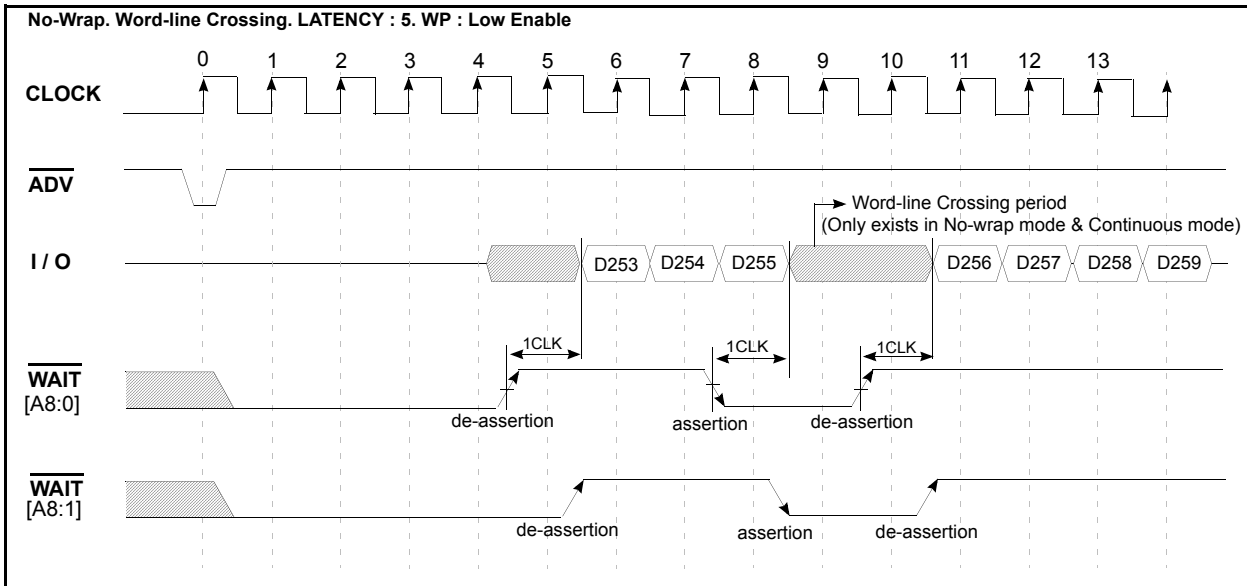 No-Wrap. Word-line Crossing. LATENCY : 5. WP : Low Enable
0 1 2 3 4 5 6 7 8 9 10 11 12 13
CLOCK
ADV
Word-line Crossing period
(Only exists in No-wrap mode & Continuous mode)
I / O
D253 D254 D255 D256 D257 D258 D259
1CLK 1CLK 1CLK
WAIT
[A8:0]
de-assertion assertion de-assertion
WAIT
[A8:1]
de-assertion assertion de-assertion